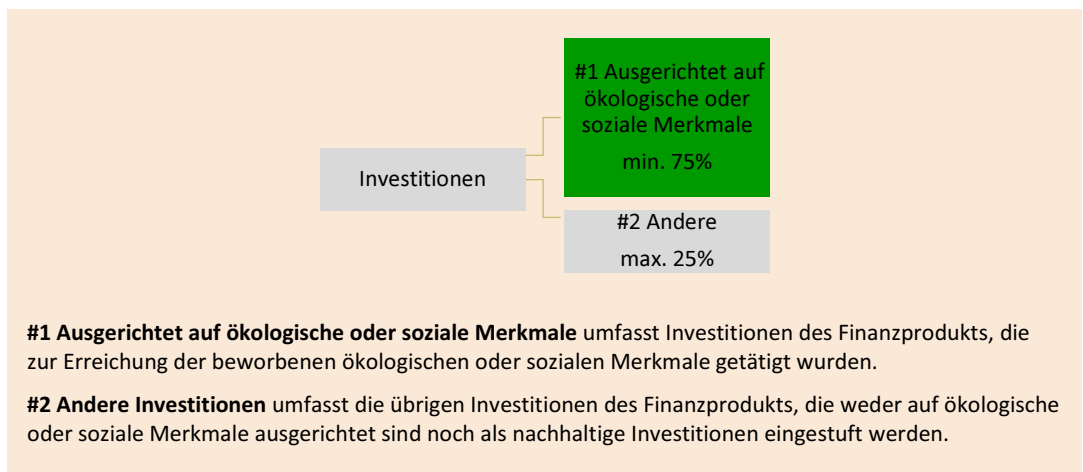 #1 Ausgerichtet auf
ökologische oder
soziale Merkmale
min. 75%
Investitionen
#2 Andere
max. 25%
#1 Ausgerichtet auf ökologische oder soziale Merkmale umfasst Investitionen des Finanzprodukts, die
zur Erreichung der beworbenen ökologischen oder sozialen Merkmale getätigt wurden.
#2 Andere Investitionen umfasst die übrigen Investitionen des Finanzprodukts, die weder auf ökologische
oder soziale Merkmale ausgerichtet sind noch als nachhaltige Investitionen eingestuft werden.